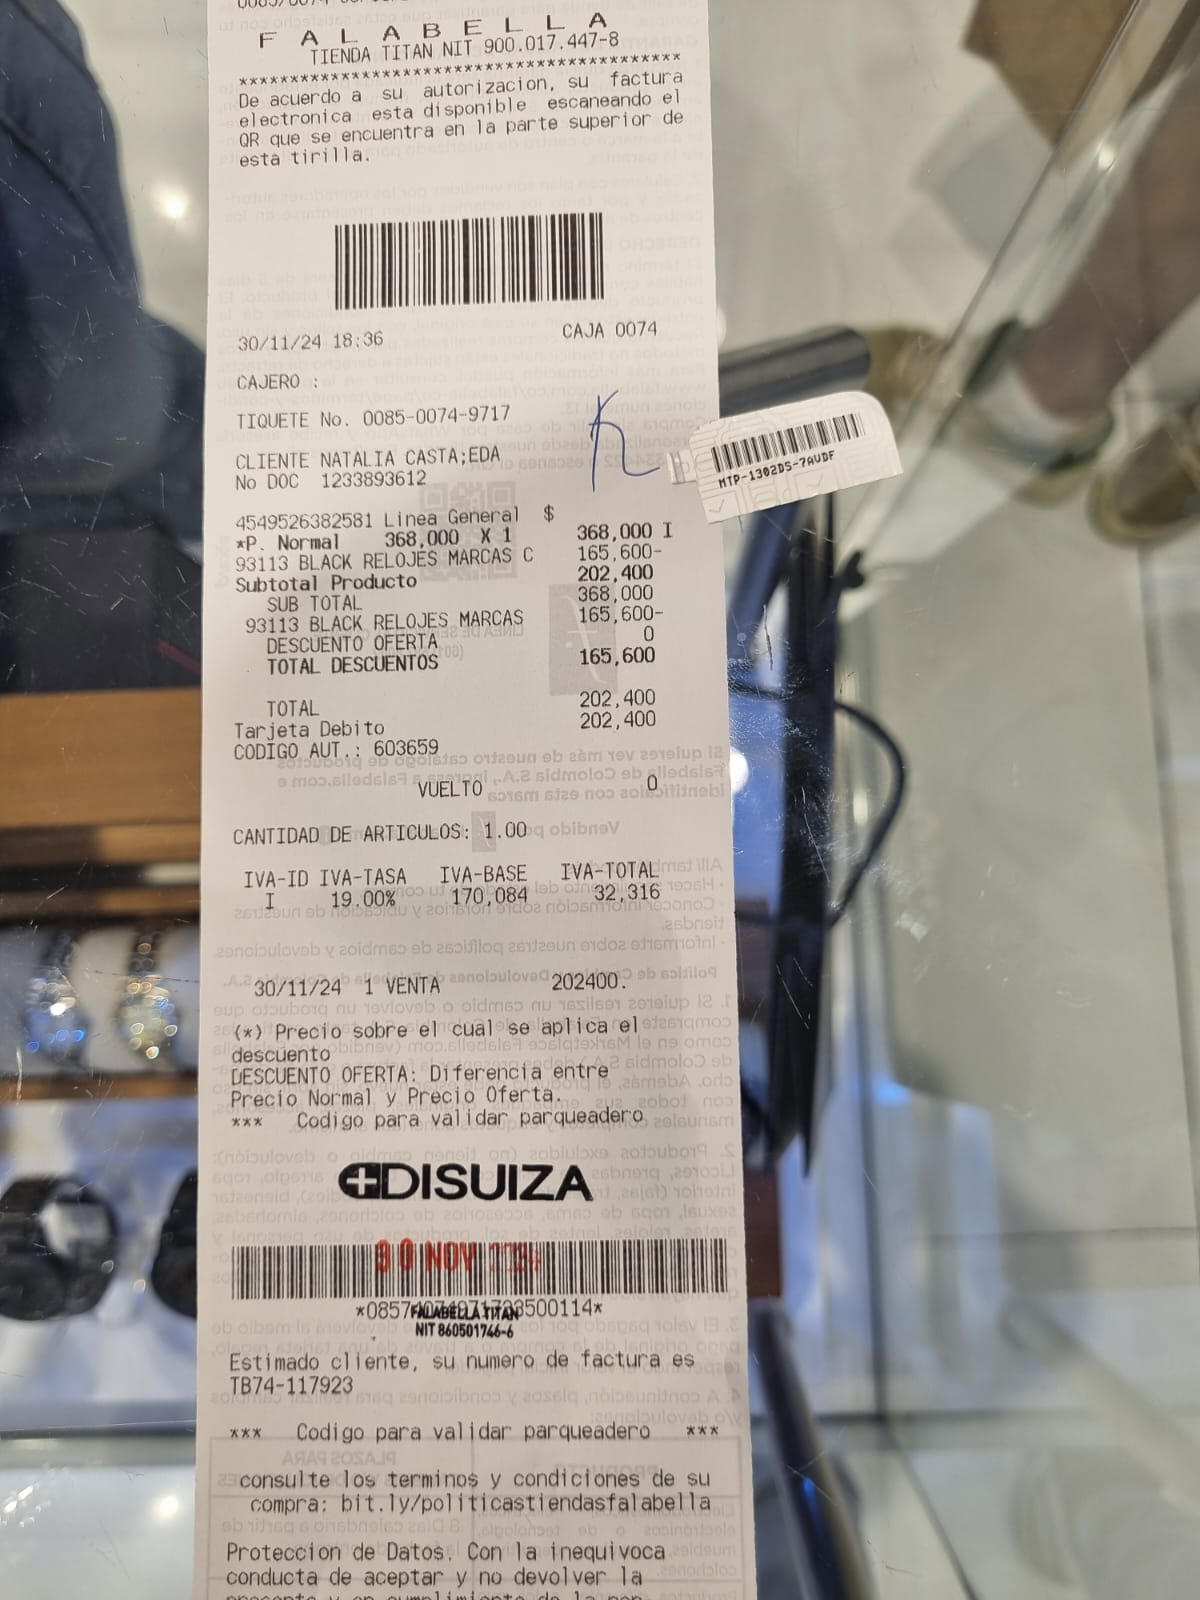 F A L A B E L L A
TIENDA TITAN NIT 900.017.447-8
******************************************
De acuerdo a su autorizacion, su factura
electronica esta disponible escaneando el
QR que se encuentra en la parte superior de
esta tirilla.
30/11/24 18:36 CAJA 0074
CAJERO :
TIQUETE No. 0085-0074-9717
CLIENTE NATALIA CASTA;EDA
No DOC 1233893612
MTP-1302DS-7AVDF
4549526382581 Linea General $ 368,000 I
*P. Normal 368,000 X 1
93113 BLACK RELOJES MARCAS C 165,600-
Subtotal Producto 202,400
SUB TOTAL 368,000
93113 BLACK RELOJES MARCAS 165,600-
DESCUENTO OFERTA 0
TOTAL DESCUENTOS 165,600
TOTAL 202,400
Tarjeta Debito 202,400
CODIGO AUT.: 603659
VUELTO 0
CANTIDAD DE ARTICULOS: 1.00
IVA-ID IVA-TASA IVA-BASE IVA-TOTAL
I 19.00% 170,084 32,316
30/11/24 1 VENTA 202400.
(*) Precio sobre el cual se aplica el
descuento
DESCUENTO OFERTA: Diferencia entre
Precio Normal y Precio Oferta.
*** Codigo para validar parqueadero
DISUIZA
30 NOV 2024
FALABELLA TITAN
NIT 860501746-6
Estimado cliente, su numero de factura es
TB74-117923
*** Codigo para validar parqueadero ***
consulte los terminos y condiciones de su
compra: bit.ly/politicastiendasfalabella
Proteccion de Datos. Con la inequivoca
conducta de aceptar y no devolver la